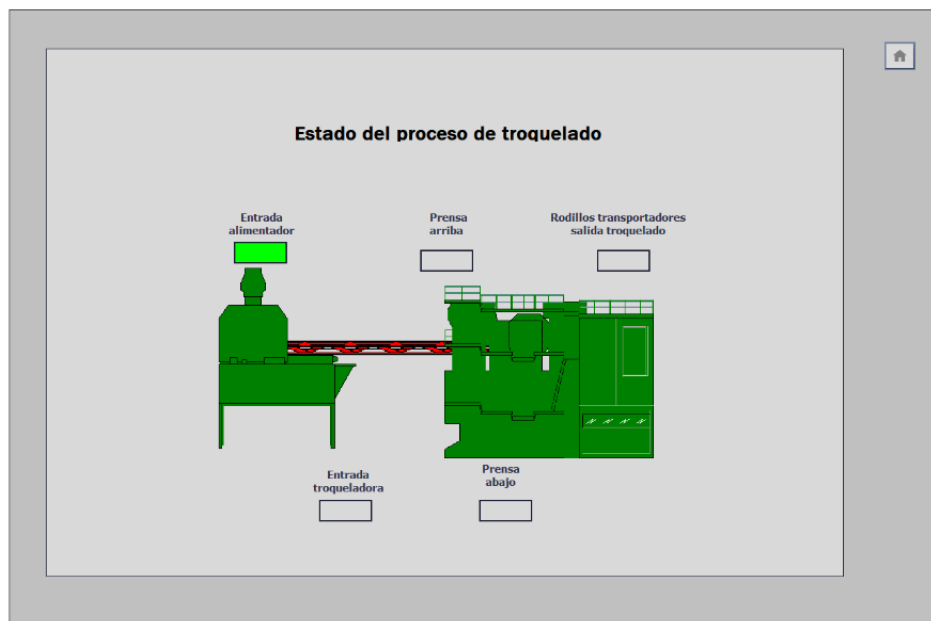 Estado del proceso de troquelado
Entrada
alimentador
Prensa
arriba
Rodillos transportadores
salida troquelado
Entrada
troqueladora
Prensa
abajo